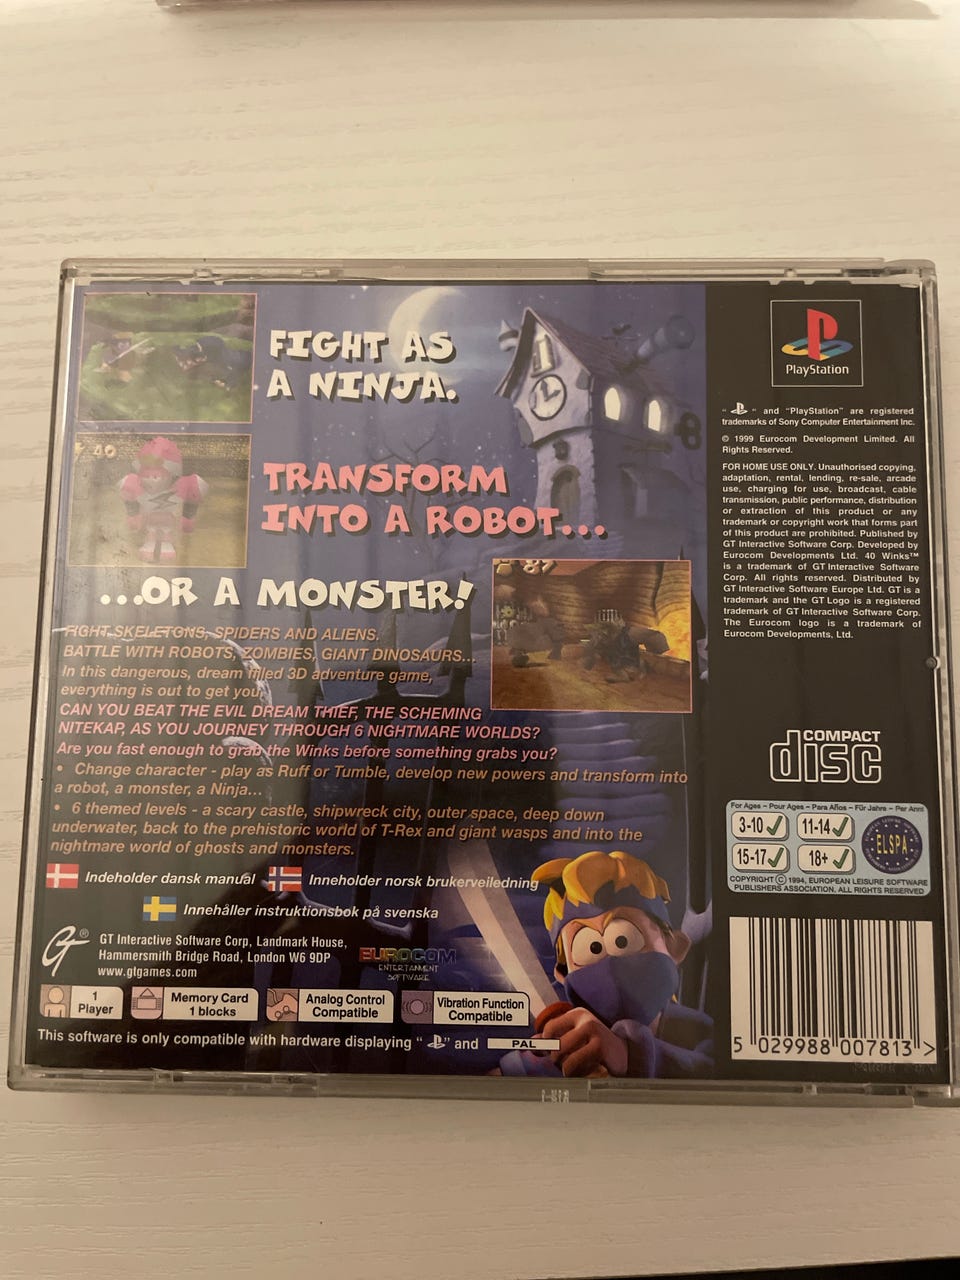 FIGHT AS
A NINJA.
TRANSFORM
INTO A ROBOT...
...OR A MONSTER!
FIGHT SKELETONS, SPIDERS AND ALIENS.
BATTLE WITH ROBOTS, ZOMBIES, GIANT DINOSAURS...
In this dangerous, dream filled 3D adventure game,
everything is out to get you.
CAN YOU BEAT THE EVIL DREAM THIEF, THE SCHEMING
NITEKAP, AS YOU JOURNEY THROUGH 6 NIGHTMARE WORLDS?
Are you fast enough to grab the Winks before something grabs you?
• Change character - play as Ruff or Tumble, develop new powers and transform into
a robot, a monster, a Ninja...
• 6 themed levels - a scary castle, shipwreck city, outer space, deep down
underwater, back to the prehistoric world of T-Rex and giant wasps and into the
nightmare world of ghosts and monsters.
Indeholder dansk manual
Inneholder norsk brukerveiledning
Innehåller instruktionsbok på svenska
GT ®
GT Interactive Software Corp, Landmark House,
Hammersmith Bridge Road, London W6 9DP
www.gtgames.com
EUROCOM
ENTERTAINMENT
SOFTWARE
1
Player
Memory Card
1 blocks
Analog Control
Compatible
Vibration Function
Compatible
This software is only compatible with hardware displaying " " and PAL
PlayStation
" " and "PlayStation" are registered
trademarks of Sony Computer Entertainment Inc.
© 1999 Eurocom Development Limited. All
Rights Reserved.
FOR HOME USE ONLY. Unauthorised copying,
adaptation, rental, lending, re-sale, arcade
use, charging for use, broadcast, cable
transmission, public performance, distribution
or extraction of this product or any
trademark or copyright work that forms part
of this product are prohibited. Published by
GT Interactive Software Corp. Developed by
Eurocom Developments Ltd. 40 Winks™
is a trademark of GT Interactive Software
Corp. All rights reserved. Distributed by
GT Interactive Software Europe Ltd. GT is a
trademark and the GT Logo is a registered
trademark of GT Interactive Software Corp.
The Eurocom logo is a trademark of
Eurocom Developments, Ltd.
COMPACT
disc
For Ages – Pour Ages – Para Años – Für Jahre – Per Anni
3-10
11-14
15-17
18+
ELSPA
COPYRIGHT © 1994, EUROPEAN LEISURE SOFTWARE
PUBLISHERS ASSOCIATION, ALL RIGHTS RESERVED
5 029988 007813 >